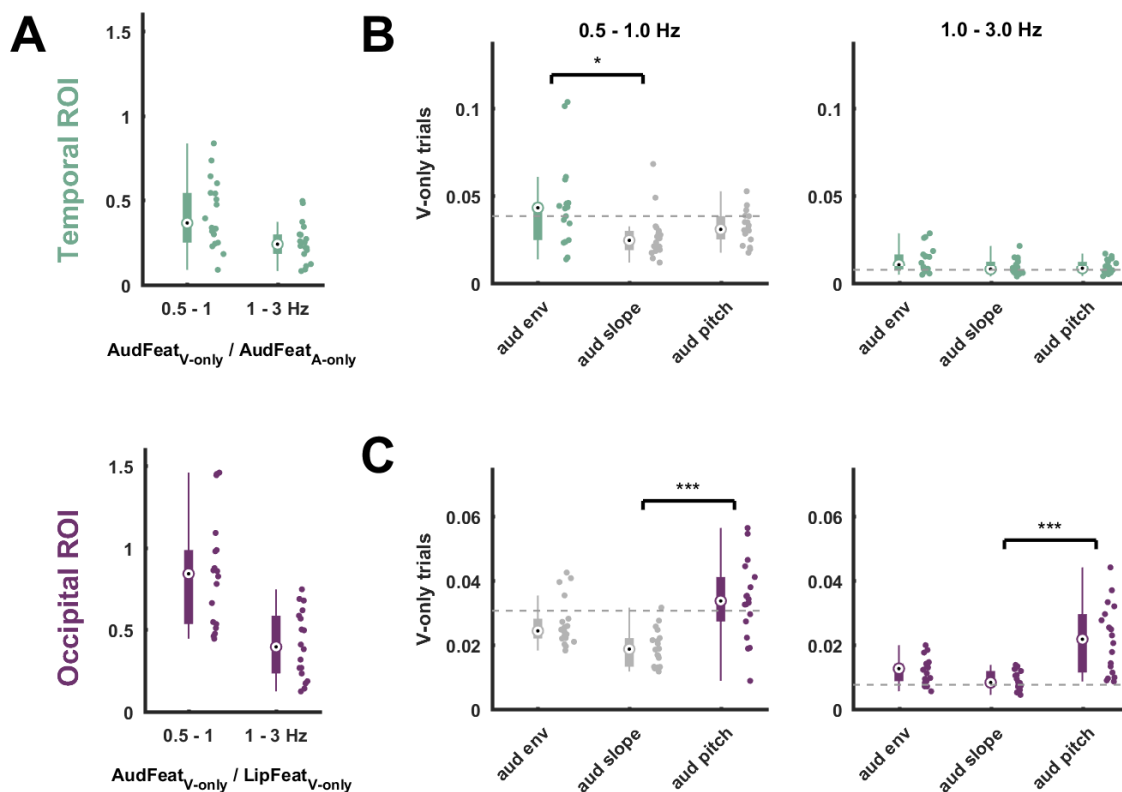 A
Temporal ROI
1.5
1
0.5
0
0.5 - 1
1 - 3 Hz
AudFeatV-only / AudFeatA-only
B
0.5 - 1.0 Hz
1.0 - 3.0 Hz
V-only trials
*
0.1
0.05
0
aud env
aud slope
aud pitch
0.1
0.05
0
aud env
aud slope
aud pitch
Occipital ROI
1.5
1
0.5
0
0.5 - 1
1 - 3 Hz
AudFeatV-only / LipFeatV-only
C
V-only trials
***
0.06
0.04
0.02
0
aud env
aud slope
aud pitch
***
0.06
0.04
0.02
0
aud env
aud slope
aud pitch